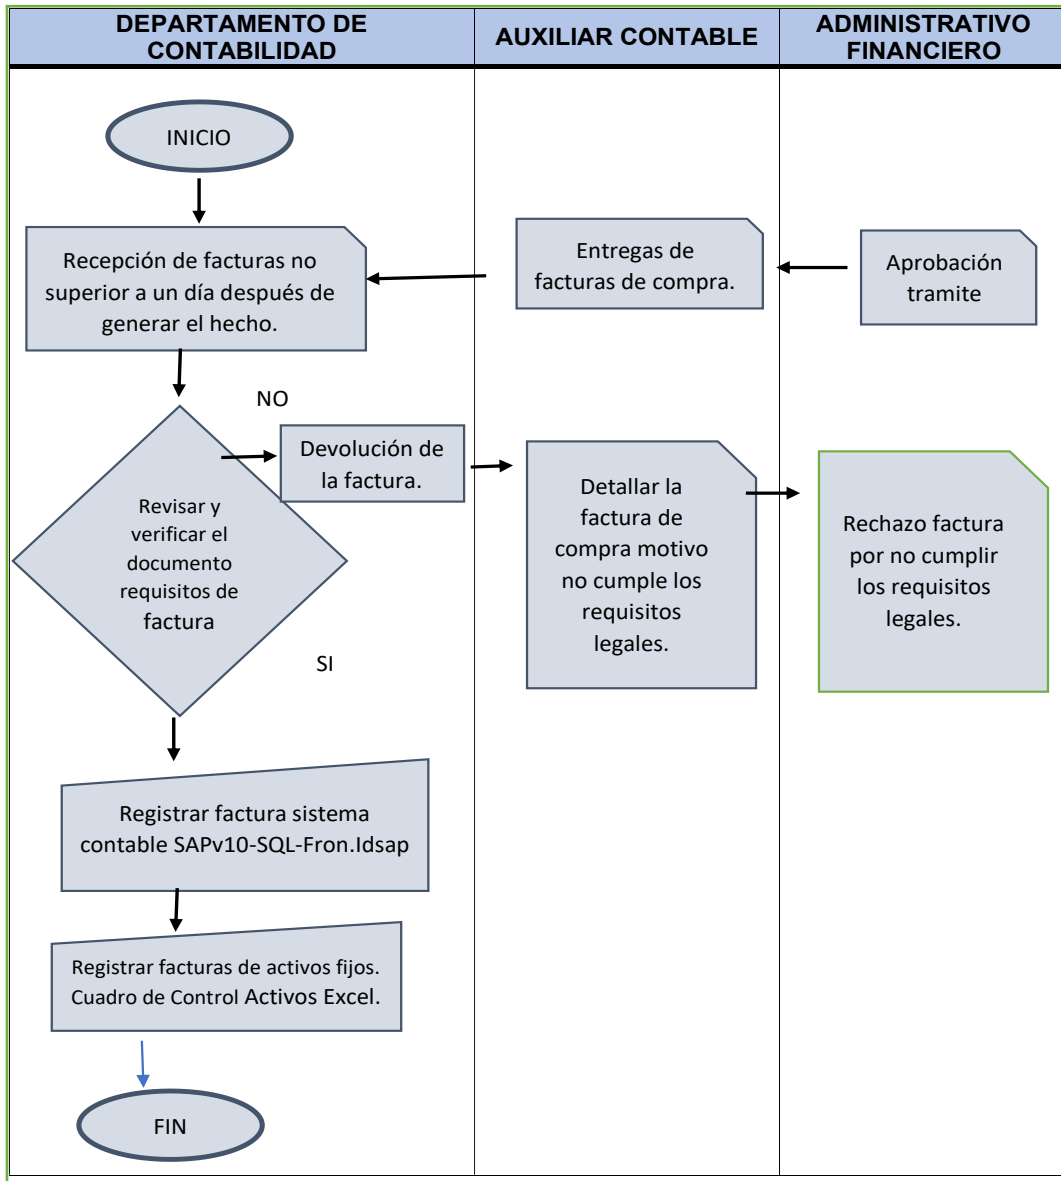 DEPARTAMENTO DE
CONTABILIDAD
AUXILIAR CONTABLE
ADMINISTRATIVO
FINANCIERO
INICIO
Recepción de facturas no
superior a un día después de
generar el hecho.
Entregas de
facturas de compra.
Aprobación
tramite
NO
Devolución de
la factura.
Revisar y
verificar el
documento
requisitos de
factura
Detallar la
factura de
compra motivo
no cumple los
requisitos
legales.
Rechazo factura
por no cumplir
los requisitos
legales.
SI
Registrar factura sistema
contable SAPv10-SQL-Fron.Idsap
Registrar facturas de activos fijos.
Cuadro de Control Activos Excel.
FIN